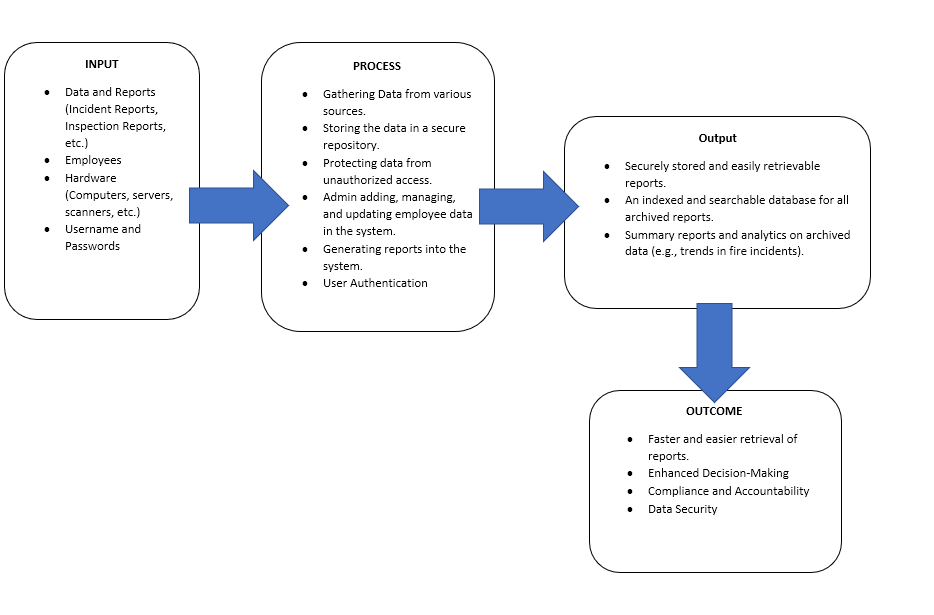 INPUT
● Data and Reports
(Incident Reports,
Inspection Reports,
etc.)
● Employees
● Hardware
(Computers, servers,
scanners, etc.)
● Username and
Passwords
PROCESS
● Gathering Data from various
sources.
● Storing the data in a secure
repository.
● Protecting data from
unauthorized access.
● Admin adding, managing,
and updating employee data
in the system.
● Generating reports into the
system.
● User Authentication
Output
● Securely stored and easily retrievable
reports.
● An indexed and searchable database for all
archived reports.
● Summary reports and analytics on archived
data (e.g., trends in fire incidents).
OUTCOME
● Faster and easier retrieval of
reports.
● Enhanced Decision-Making
● Compliance and Accountability
● Data Security